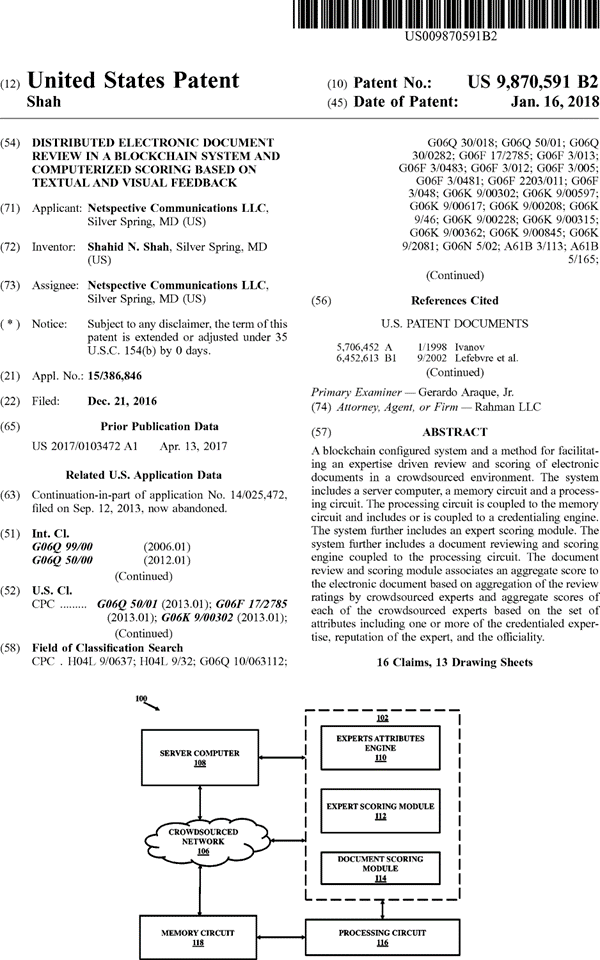 US009870591B2
(12) United States Patent
Shah
(10) Patent No.: US 9,870,591 B2
(45) Date of Patent: Jan. 16, 2018
(54) DISTRIBUTED ELECTRONIC DOCUMENT
REVIEW IN A BLOCKCHAIN SYSTEM AND
COMPUTERIZED SCORING BASED ON
TEXTUAL AND VISUAL FEEDBACK
(71) Applicant: Netspective Communications LLC,
Silver Spring, MD (US)
(72) Inventor: Shahid N. Shah, Silver Spring, MD
(US)
(73) Assignee: Netspective Communications LLC,
Silver Spring, MD (US)
( * ) Notice: Subject to any disclaimer, the term of this
patent is extended or adjusted under 35
U.S.C. 154(b) by 0 days.
(21) Appl. No.: 15/386,846
(22) Filed: Dec. 21, 2016
(65) Prior Publication Data
US 2017/0103472 A1 Apr. 13, 2017
Related U.S. Application Data
(63) Continuation-in-part of application No. 14/025,472,
filed on Sep. 12, 2013, now abandoned.
(51) Int. Cl.
G06Q 99/00 (2006.01)
G06Q 50/00 (2012.01)
(Continued)
(52) U.S. Cl.
CPC ......... G06Q 50/01 (2013.01); G06F 17/2785
(2013.01); G06K 9/00302 (2013.01);
(Continued)
(58) Field of Classification Search
CPC . H04L 9/0637; H04L 9/32; G06Q 10/063112;
G06Q 30/018; G06Q 50/01; G06Q
30/0282; G06F 17/2785; G06F 3/013;
G06F 3/0483; G06F 3/012; G06F 3/005;
G06F 3/0481; G06F 2203/011; G06F
3/048; G06K 9/00302; G06K 9/00597;
G06K 9/00617; G06K 9/00208; G06K
9/46; G06K 9/00228; G06K 9/00315;
G06K 9/00362; G06K 9/00845; G06K
9/2081; G06N 5/02; A61B 3/113; A61B
5/165;
(Continued)
(56) References Cited
U.S. PATENT DOCUMENTS
5,706,452 A 1/1998 Ivanov
6,452,613 B1 9/2002 Lefebvre et al.
(Continued)
Primary Examiner — Gerardo Araque, Jr.
(74) Attorney, Agent, or Firm — Rahman LLC
(57) ABSTRACT
A blockchain configured system and a method for facilitat-
ing an expertise driven review and scoring of electronic
documents in a crowdsourced environment. The system
includes a server computer, a memory circuit and a process-
ing circuit. The processing circuit is coupled to the memory
circuit and includes or is coupled to a credentialing engine.
The system further includes an expert scoring module. The
system further includes a document reviewing and scoring
engine coupled to the processing circuit. The document
review and scoring module associates an aggregate score to
the electronic document based on aggregation of the review
ratings by crowdsourced experts and aggregate scores of
each of the crowdsourced experts based on the set of
attributes including one or more of the credentialed exper-
tise, reputation of the expert, and the officiality.
16 Claims, 13 Drawing Sheets
100
SERVER COMPUTER
108
102
EXPERTS ATTRIBUTES
ENGINE
110
EXPERT SCORING MODULE
112
CROWDSOURCED
NETWORK
106
DOCUMENT SCORING
MODULE
114
MEMORY CIRCUIT
118
PROCESSING CIRCUIT
116